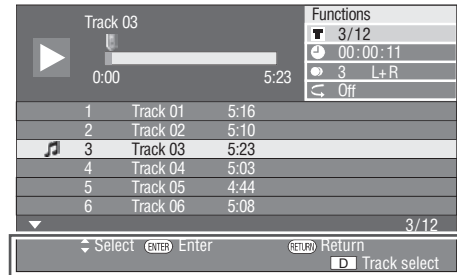 Track 03
0:00 5:23
Functions
T 3/12
00:00:11
3 L+R
Off
1 Track 01 5:16
2 Track 02 5:10
3 Track 03 5:23
4 Track 04 5:03
5 Track 05 4:44
6 Track 06 5:08
3/12
Select ENTER Enter RETURN Return
D Track select